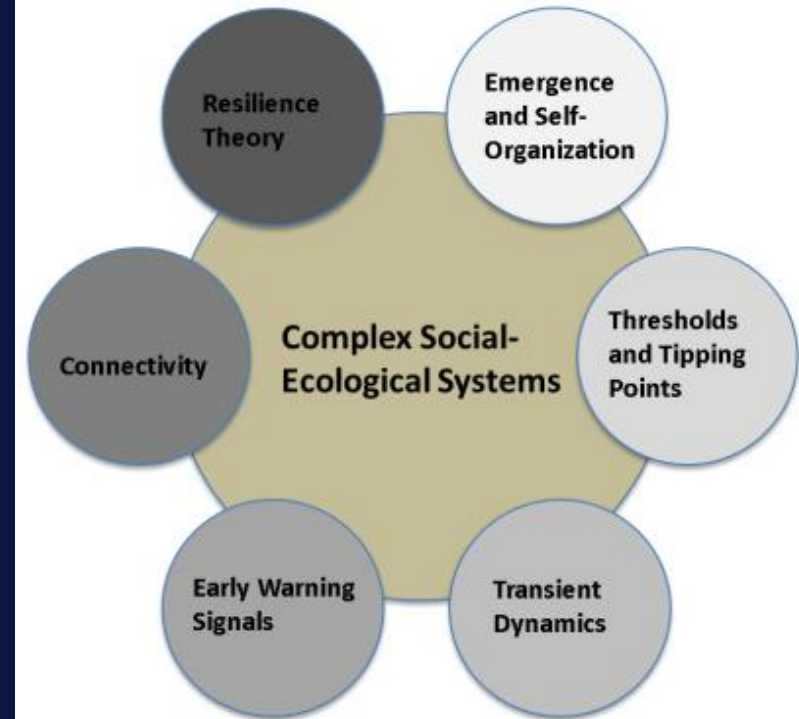 Resilience
Theory
Emergence
and Self-
Organization
Connectivity
Complex Social-
Ecological Systems
Thresholds
and Tipping
Points
Early Warning
Signals
Transient
Dynamics